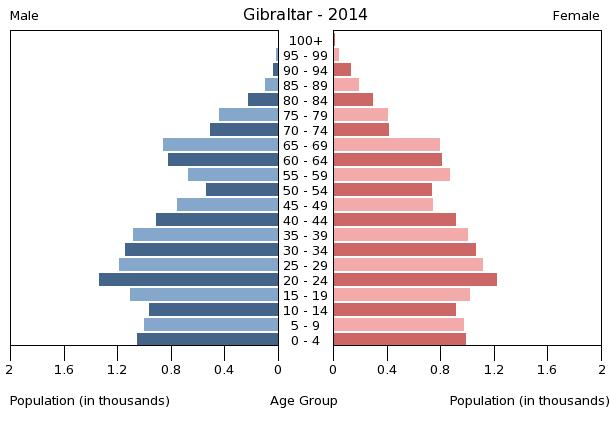 Gibraltar - 2014
Male
Female
100+
95 - 99
90 - 94
85 - 89
80 - 84
75 - 79
70 - 74
65 - 69
60 - 64
55 - 59
50 - 54
45 - 49
40 - 44
35 - 39
30 - 34
25 - 29
20 - 24
15 - 19
10 - 14
5 - 9
0 - 4
2 1.6 1.2 0.8 0.4 0 0 0.4 0.8 1.2 1.6 2
Population (in thousands) Age Group Population (in thousands)